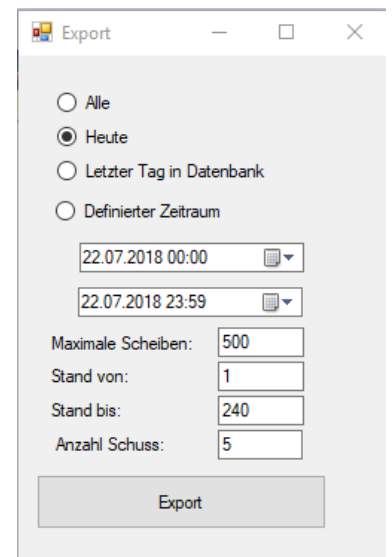 Export
Alle
Heute
Letzter Tag in Datenbank
Definierter Zeitraum
22.07.2018 00:00
22.07.2018 23:59
Maximale Scheiben: 500
Stand von: 1
Stand bis: 240
Anzahl Schuss: 5
Export